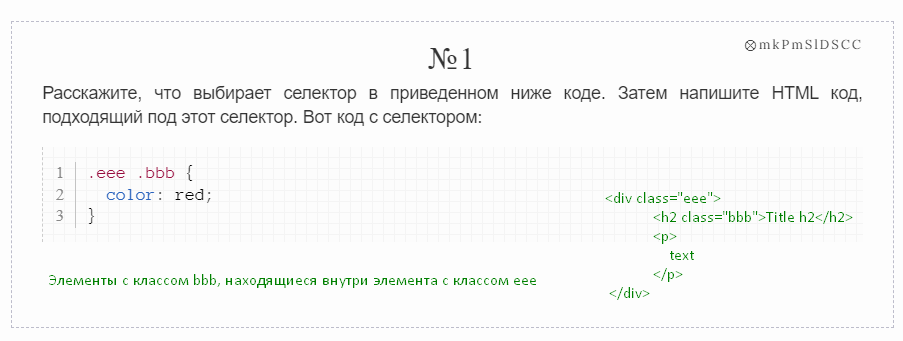 ⊗mkPmSlDSCC
№1
Расскажите, что выбирает селектор в приведенном ниже коде. Затем напишите HTML код,
подходящий под этот селектор. Вот код с селектором:
1 .eee .bbb {
2 color: red;
3 }
<div class="eee">
<h2 class="bbb">Title h2</h2>
<p>
text
</p>
</div>
Элементы с классом bbb, находящиеся внутри элемента с классом eee